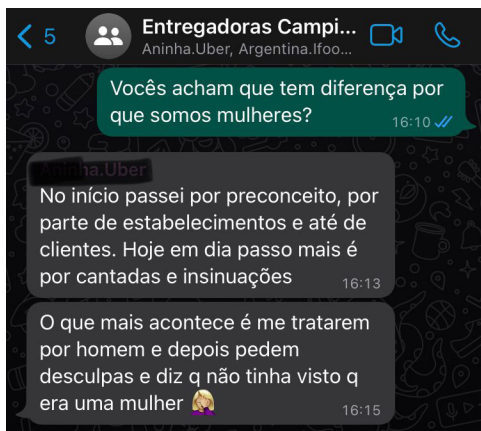 5
Entregadoras Campi...
Aninha.Uber, Argentina.Ifoo...
Vocês acham que tem diferença por
que somos mulheres?
16:10
Aninha.Uber
No início passei por preconceito, por
parte de estabelecimentos e até de
clientes. Hoje em dia passo mais é
por cantadas e insinuações
16:13
O que mais acontece é me tratarem
por homem e depois pedem
desculpas e diz q não tinha visto q
era uma mulher 🤦🏼‍♀️
16:15